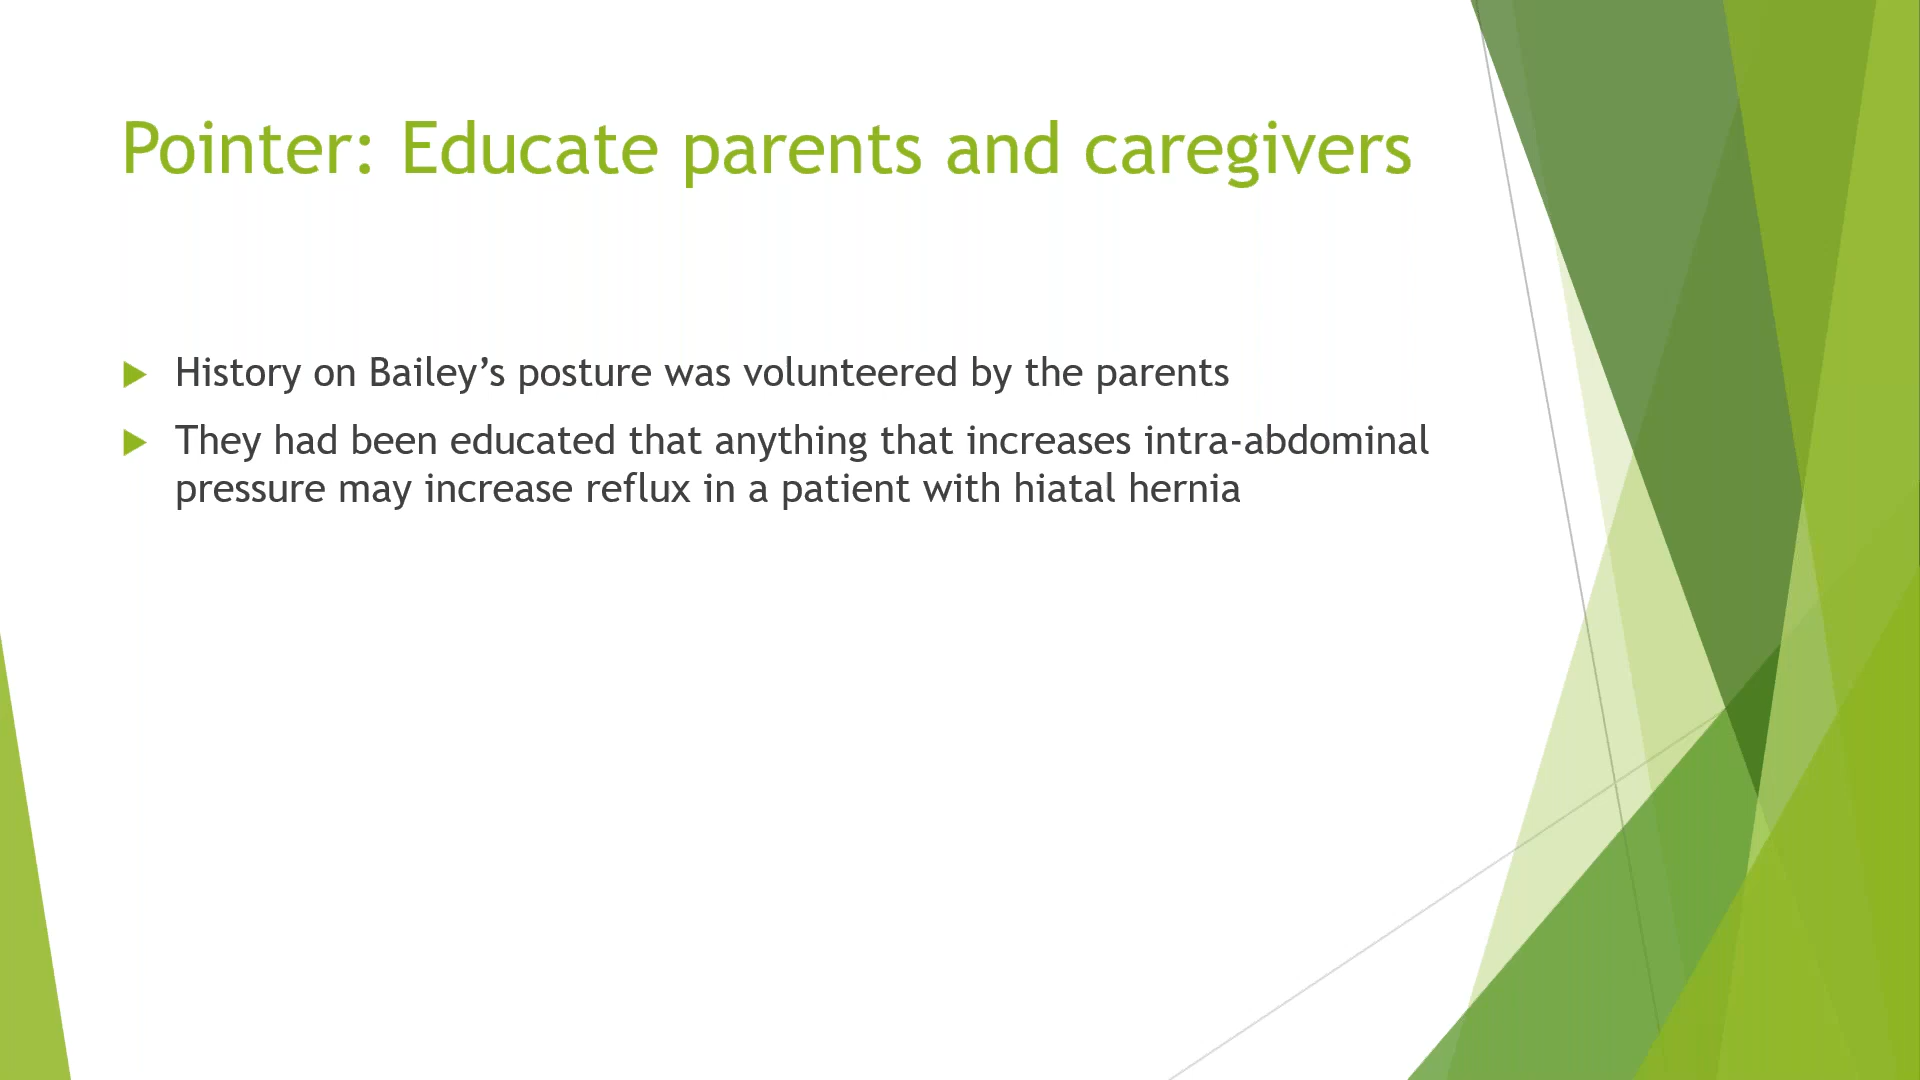 Pointer: Educate parents and caregivers
History on Bailey’s posture was volunteered by the parents
They had been educated that anything that increases intra-abdominal
pressure may increase reflux in a patient with hiatal hernia